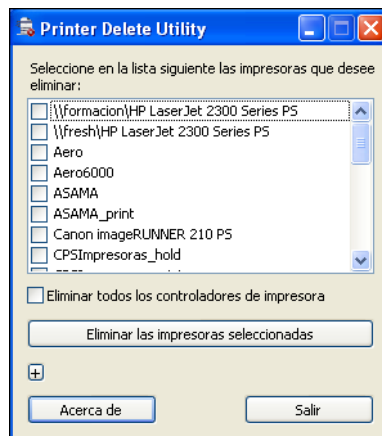 Printer Delete Utility
Seleccione en la lista siguiente las impresoras que desee
eliminar:
\\formacion\HP LaserJet 2300 Series PS
\\fresh\HP LaserJet 2300 Series PS
Aero
Aero6000
ASAMA
ASAMA_print
Canon imageRUNNER 210 PS
CPSImpresoras_hold
Eliminar todos los controladores de impresora
Eliminar las impresoras seleccionadas
Acerca de
Salir